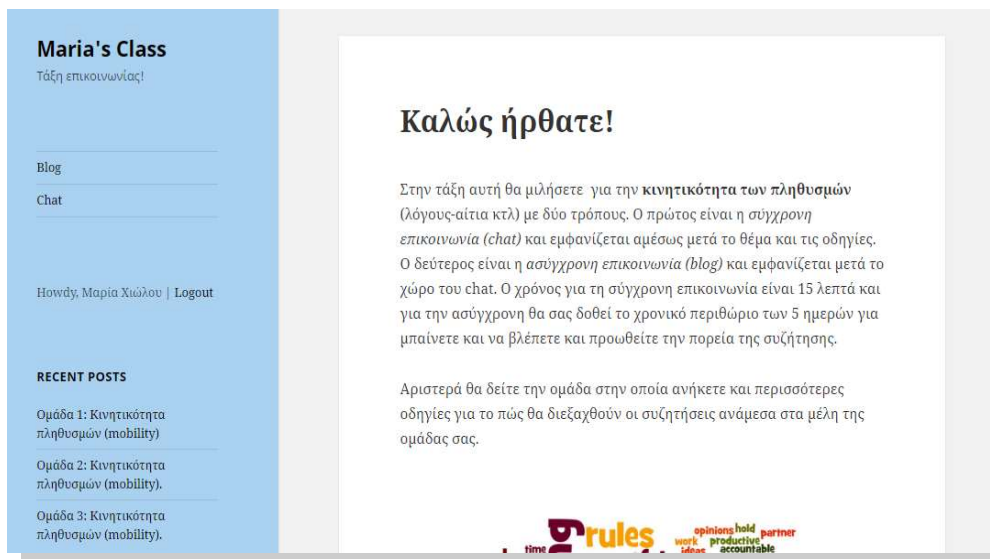 Maria's Class
Τάξη επικοινωνίας!
Blog
Chat
Howdy, Μαρία Χιώλου | Logout
RECENT POSTS
Ομάδα 1: Κινητικότητα
πληθυσμών (mobility)
Ομάδα 2: Κινητικότητα
πληθυσμών (mobility).
Ομάδα 3: Κινητικότητα
πληθυσμών (mobility).
Καλώς ήρθατε!
Στην τάξη αυτή θα μιλήσετε για την κινητικότητα των πληθυσμών
(λόγους-αίτια κτλ) με δύο τρόπους. Ο πρώτος είναι η σύγχρονη
επικοινωνία (chat) και εμφανίζεται αμέσως μετά το θέμα και τις οδηγίες.
Ο δεύτερος είναι η ασύγχρονη επικοινωνία (blog) και εμφανίζεται μετά το
χώρο του chat. Ο χρόνος για τη σύγχρονη επικοινωνία είναι 15 λεπτά και
για την ασύγχρονη θα σας δοθεί το χρονικό περιθώριο των 5 ημερών για
μπαίνετε και να βλέπετε και προωθείτε την πορεία της συζήτησης.
Αριστερά θα δείτε την ομάδα στην οποία ανήκετε και περισσότερες
οδηγίες για το πώς θα διεξαχθούν οι συζητήσεις ανάμεσα στα μέλη της
ομάδας σας.
rules
opinions hold partner
work productive
time ideas accountable